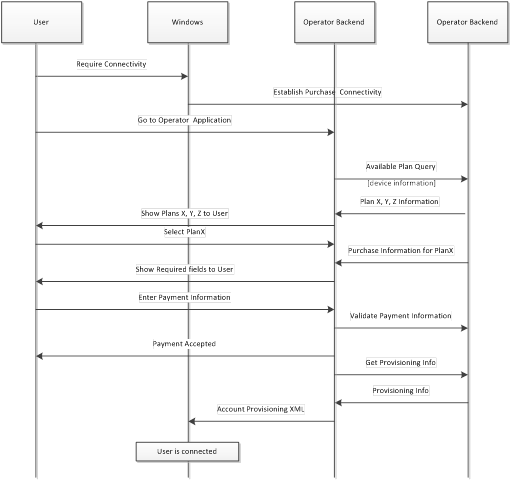 User
Windows
Operator Backend
Operator Backend
Require Connectivity
Establish Purchase Connectivity
Go to Operator Application
Available Plan Query
[device information]
Plan X, Y, Z Information
Show Plans X, Y, Z to User
Select PlanX
Purchase Information for PlanX
Show Required fields to User
Enter Payment Information
Validate Payment Information
Payment Accepted
Get Provisioning Info
Provisioning Info
Account Provisioning XML
User is connected